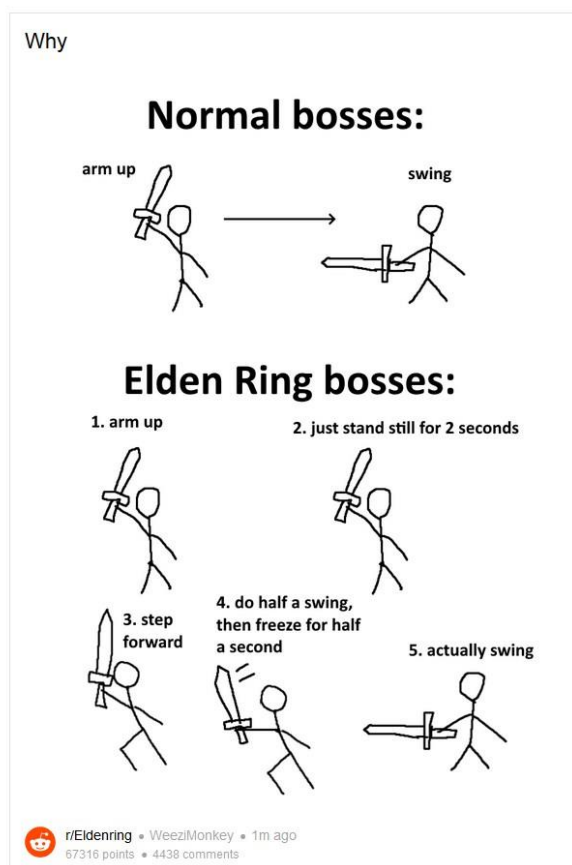 Why
Normal bosses:
arm up
swing
Elden Ring bosses:
1. arm up
2. just stand still for 2 seconds
3. step
forward
4. do half a swing,
then freeze for half
a second
5. actually swing
r/Eldenring • WeeziMonkey • 1m ago
67316 points • 4438 comments